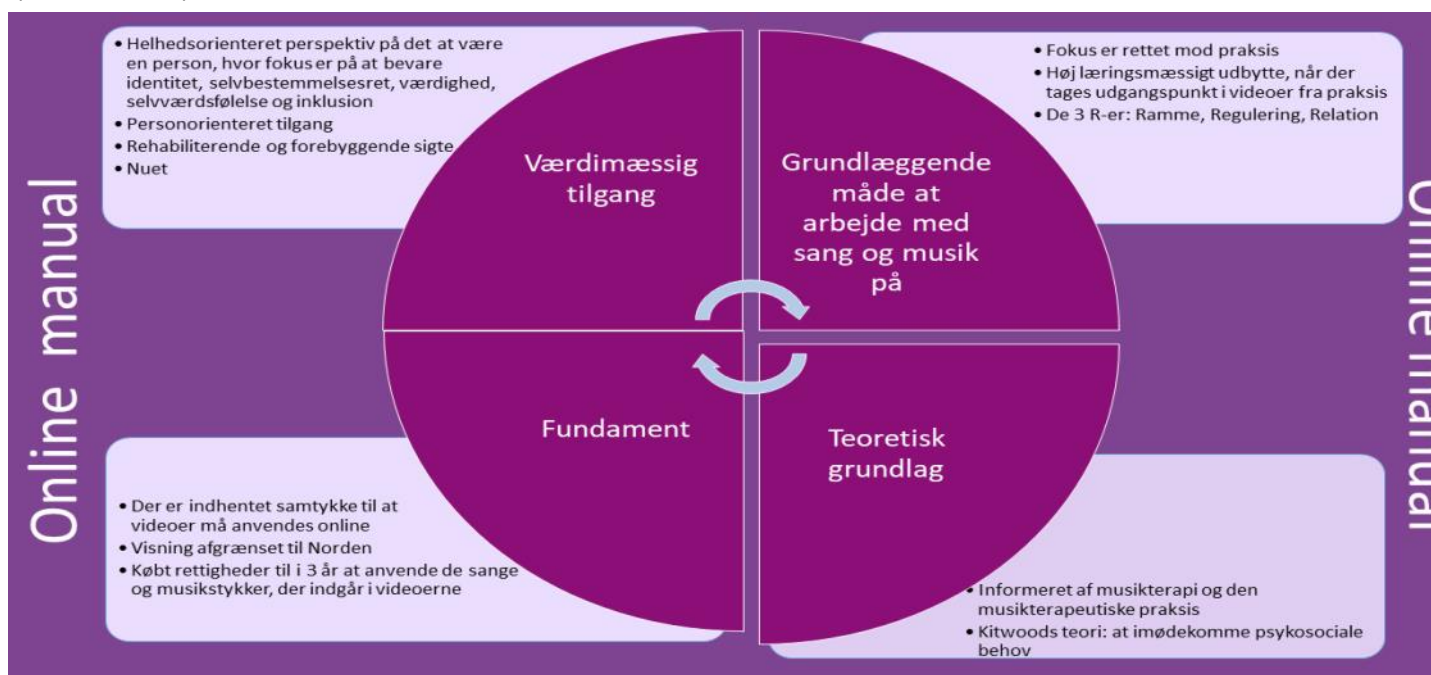 Online manual
• Helhedsorienteret perspektiv på det at være
en person, hvor fokus er på at bevare
identitet, selvbestemmelsesret, værdighed,
selvværdsfølelse og inklusion
• Personorienteret tilgang
• Rehabiliterende og forebyggende sigte
• Nuet
Værdimæssig
tilgang
Grundlæggende
måde at
arbejde med
sang og musik
på
• Fokus er rettet mod praksis
• Høj læringsmæssigt udbytte, når der
tages udgangspunkt i videoer fra praksis
• De 3 R-er: Ramme, Regulering, Relation
Fundament
• Der er indhentet samtykke til at
videoer må anvendes online
• Visning afgrænset til Norden
• Købt rettigheder til i 3 år at anvende de sange
og musikstykker, der indgår i videoerne
Teoretisk
grundlag
• Informeret af musikterapi og den
musikterapeutiske praksis
• Kitwoods teori: at imødekomme psykosociale
behov
Online manual